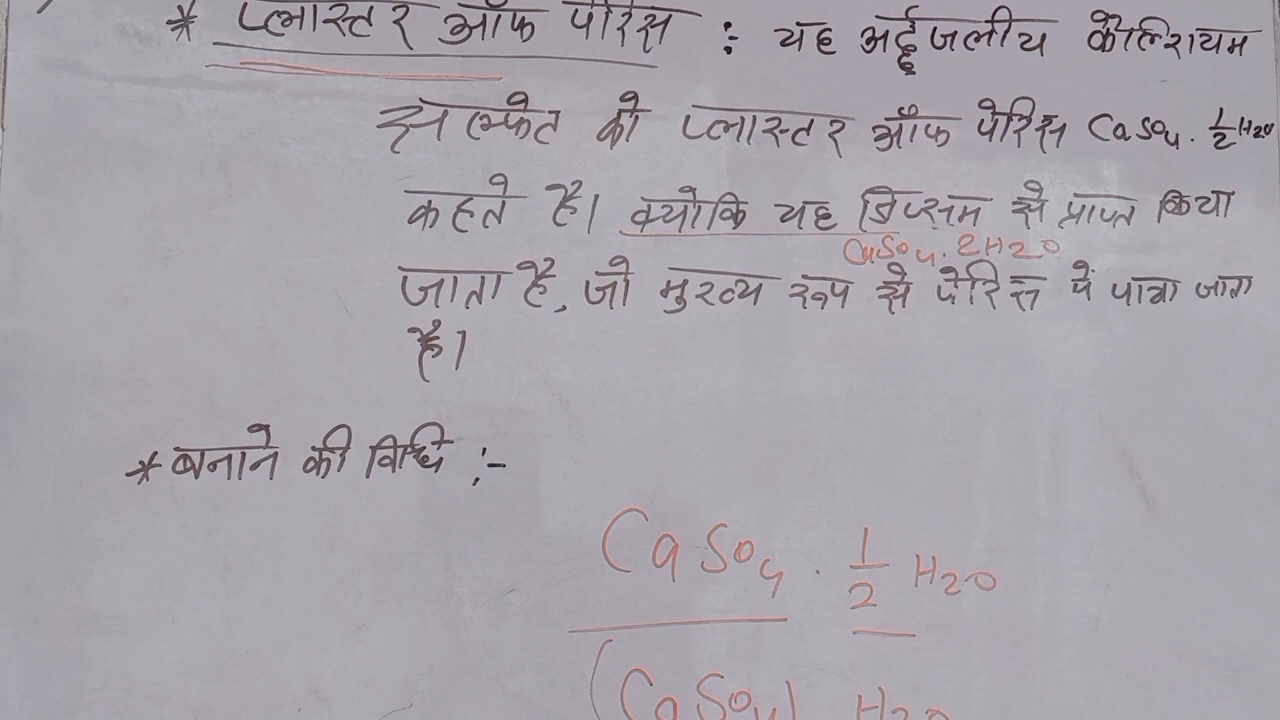 * प्लास्टर ऑफ पेरिस : यह अर्द्धजलीय कैल्शियम
सल्फेट को प्लास्टर ऑफ पेरिस CaSO4. 1/2 H2O
कहते है। क्योकि यह जिप्सम से प्राप्त किया
CaSO4. 2H2O
जाता है, जो मुख्य रूप से पेरिस में पाया जाता
है।
* बनाने की विधि :-
CaSO4 . 1/2 H2O
(CaSO4) H2O